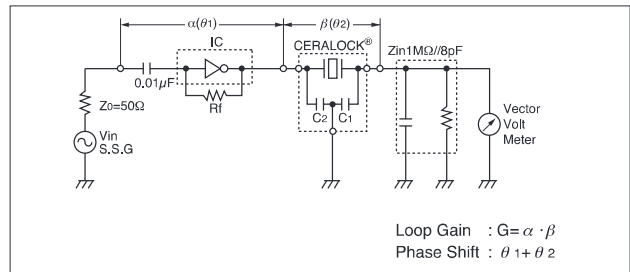 α(θ1)
β(θ2)
IC
CERALOCK®
Zin1MΩ//8pF
0.01μF
Rf
Z0=50Ω
C2
C1
Vin
S.S.G
Vector
Volt
Meter
Loop Gain : G= α · β
Phase Shift : θ 1+ θ 2